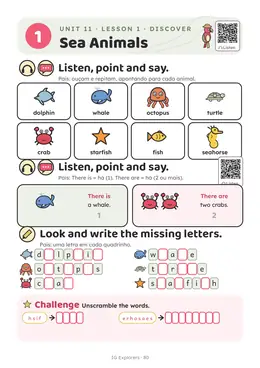 1
UNIT 11 · LESSON 1 · DISCOVER
Sea Animals
Listen, point and say.
Pais: ouçam e repitam, apontando para cada animal.
dolphin
whale
octopus
turtle
crab
starfish
fish
seahorse
Listen, point and say.
Pais: There is = há (1). There are = há (2 ou mais).
There is
a whale.
1
There are
two crabs.
2
Look and write the missing letters.
Pais: uma letra em cada quadrinho.
d l p i
w a e
o t p s
t r e
c a
s a f i h
Challenge Unscramble the words.
hsif
erhosaes
IG Explorers · 80